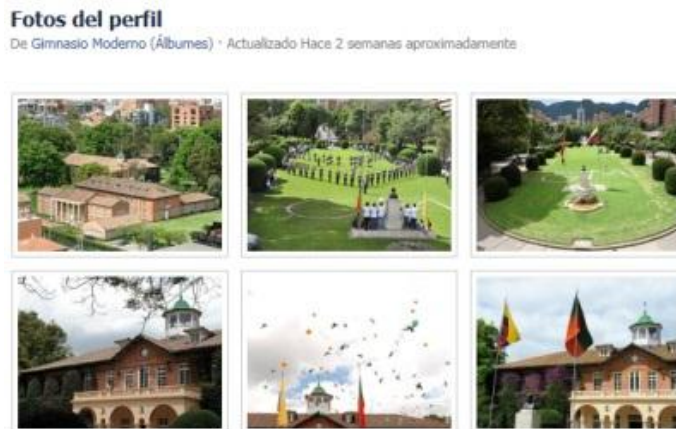 Fotos del perfil
De Gimnasio Moderno (Álbumes) · Actualizado Hace 2 semanas aproximadamente